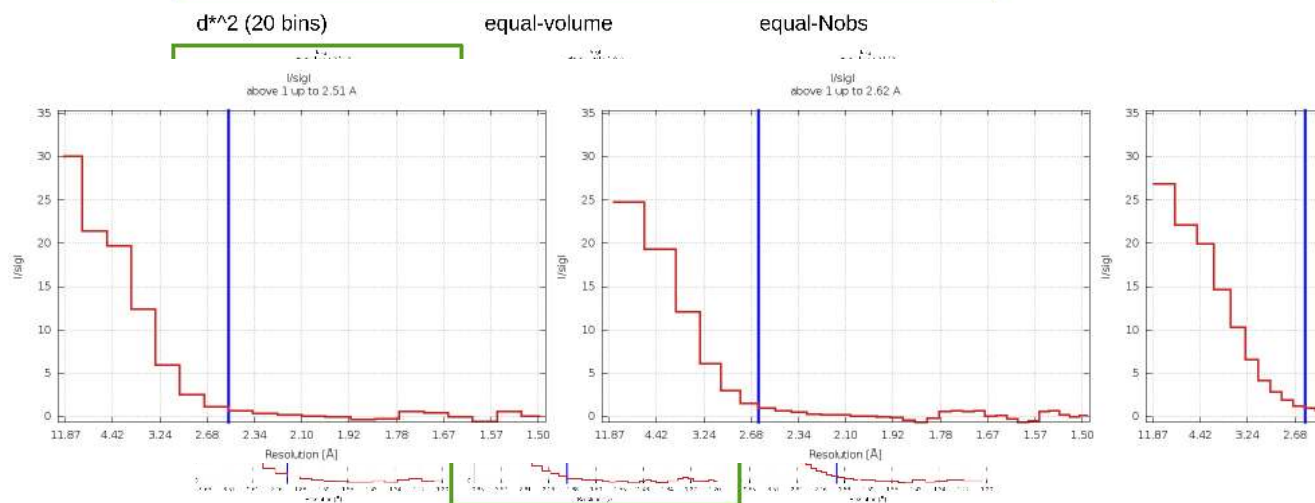 d*^2 (20 bins) equal-volume equal-Nobs
I/sigI
above 1 up to 2.51 A
35
30
25
20
15
10
5
0
I/sigI
11.87 4.42 3.24 2.68 2.34 2.10 1.92 1.78 1.67 1.57 1.50
Resolution [Å]
I/sigI
above 1 up to 2.62 A
35
30
25
20
15
10
5
0
I/sigI
11.87 4.42 3.24 2.68 2.34 2.10 1.92 1.78 1.67 1.57 1.50
Resolution [Å]
35
30
25
20
15
10
5
0
I/sigI
11.87 4.42 3.24 2.68